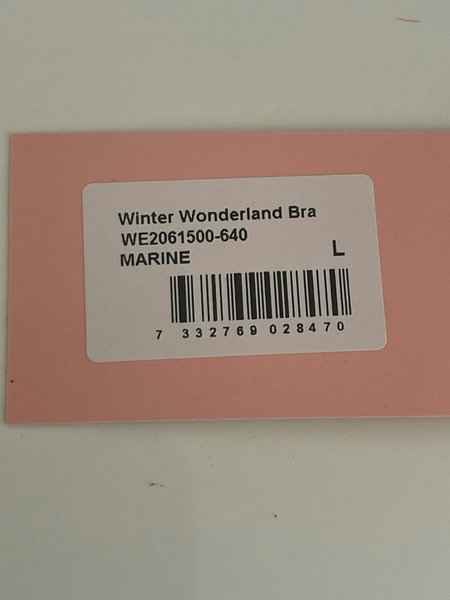 Winter Wonderland Bra
WE2061500-640
MARINE
L
7 332769 028470